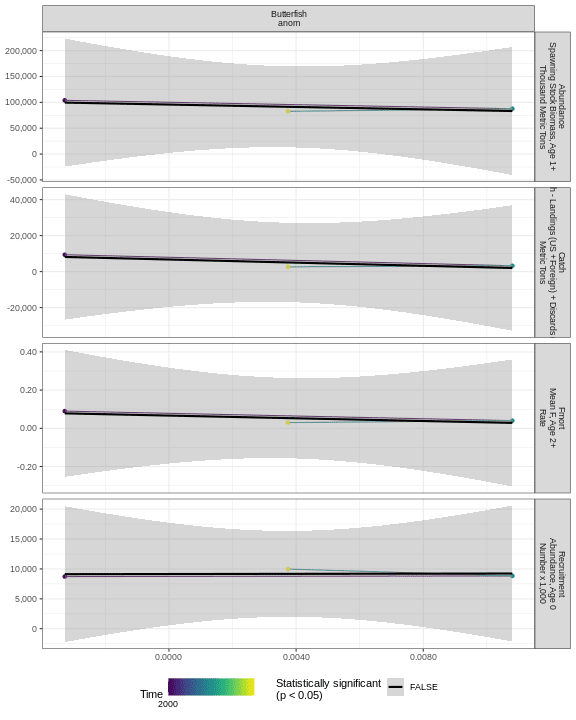 Butterfish
anom
200,000
150,000
100,000
50,000
0
-50,000
Abundance
Spawning Stock Biomass, Age 1+
Thousand Metric Tons
40,000
20,000
0
-20,000
Catch
h - Landings (US + Foreign) + Discards
Metric Tons
0.40
0.20
0.00
-0.20
Fmort
Mean F, Age 2+
Rate
20,000
15,000
10,000
5,000
0
Recruitment
Abundance, Age 0
Number x 1,000
0.0000 0.0040 0.0080
Time
2000
Statistically significant
(p < 0.05)
FALSE